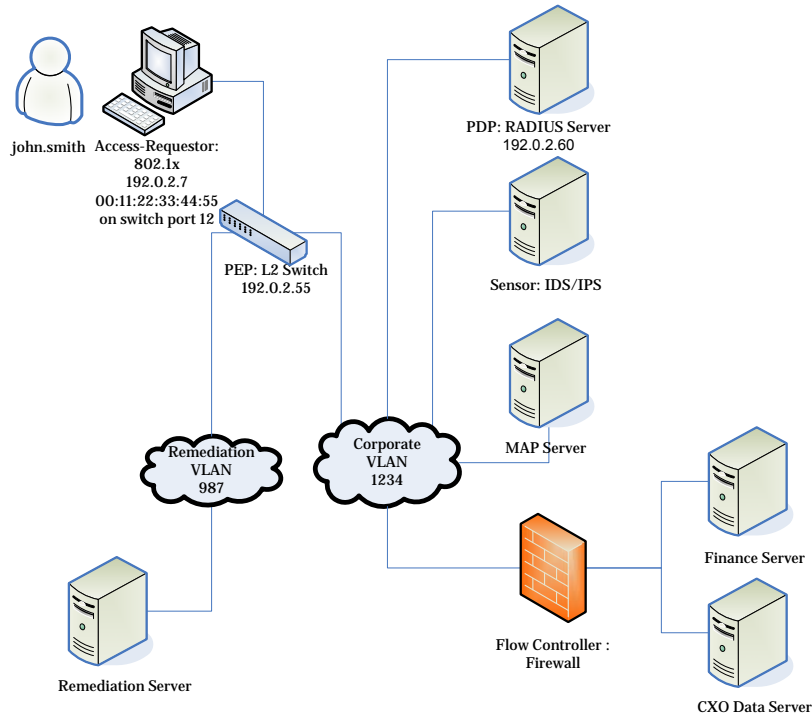 john.smith
Access-Requestor:
802.1x
192.0.2.7
00:11:22:33:44:55
on switch port 12
PDP: RADIUS Server
192.0.2.60
PEP: L2 Switch
192.0.2.55
Sensor: IDS/IPS
MAP Server
Remediation
VLAN
987
Corporate
VLAN
1234
Finance Server
Flow Controller :
Firewall
Remediation Server
CXO Data Server